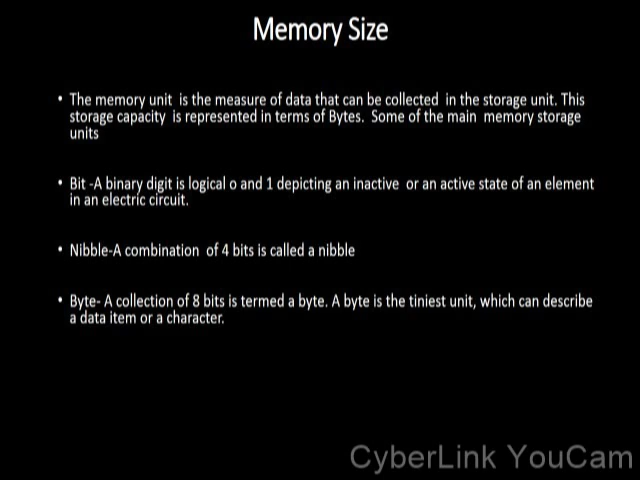 Memory Size
• The memory unit is the measure of data that can be collected in the storage unit. This
storage capacity is represented in terms of Bytes. Some of the main memory storage
units
• Bit -A binary digit is logical o and 1 depicting an inactive or an active state of an element
in an electric circuit.
• Nibble-A combination of 4 bits is called a nibble
• Byte- A collection of 8 bits is termed a byte. A byte is the tiniest unit, which can describe
a data item or a character.
CyberLink YouCam